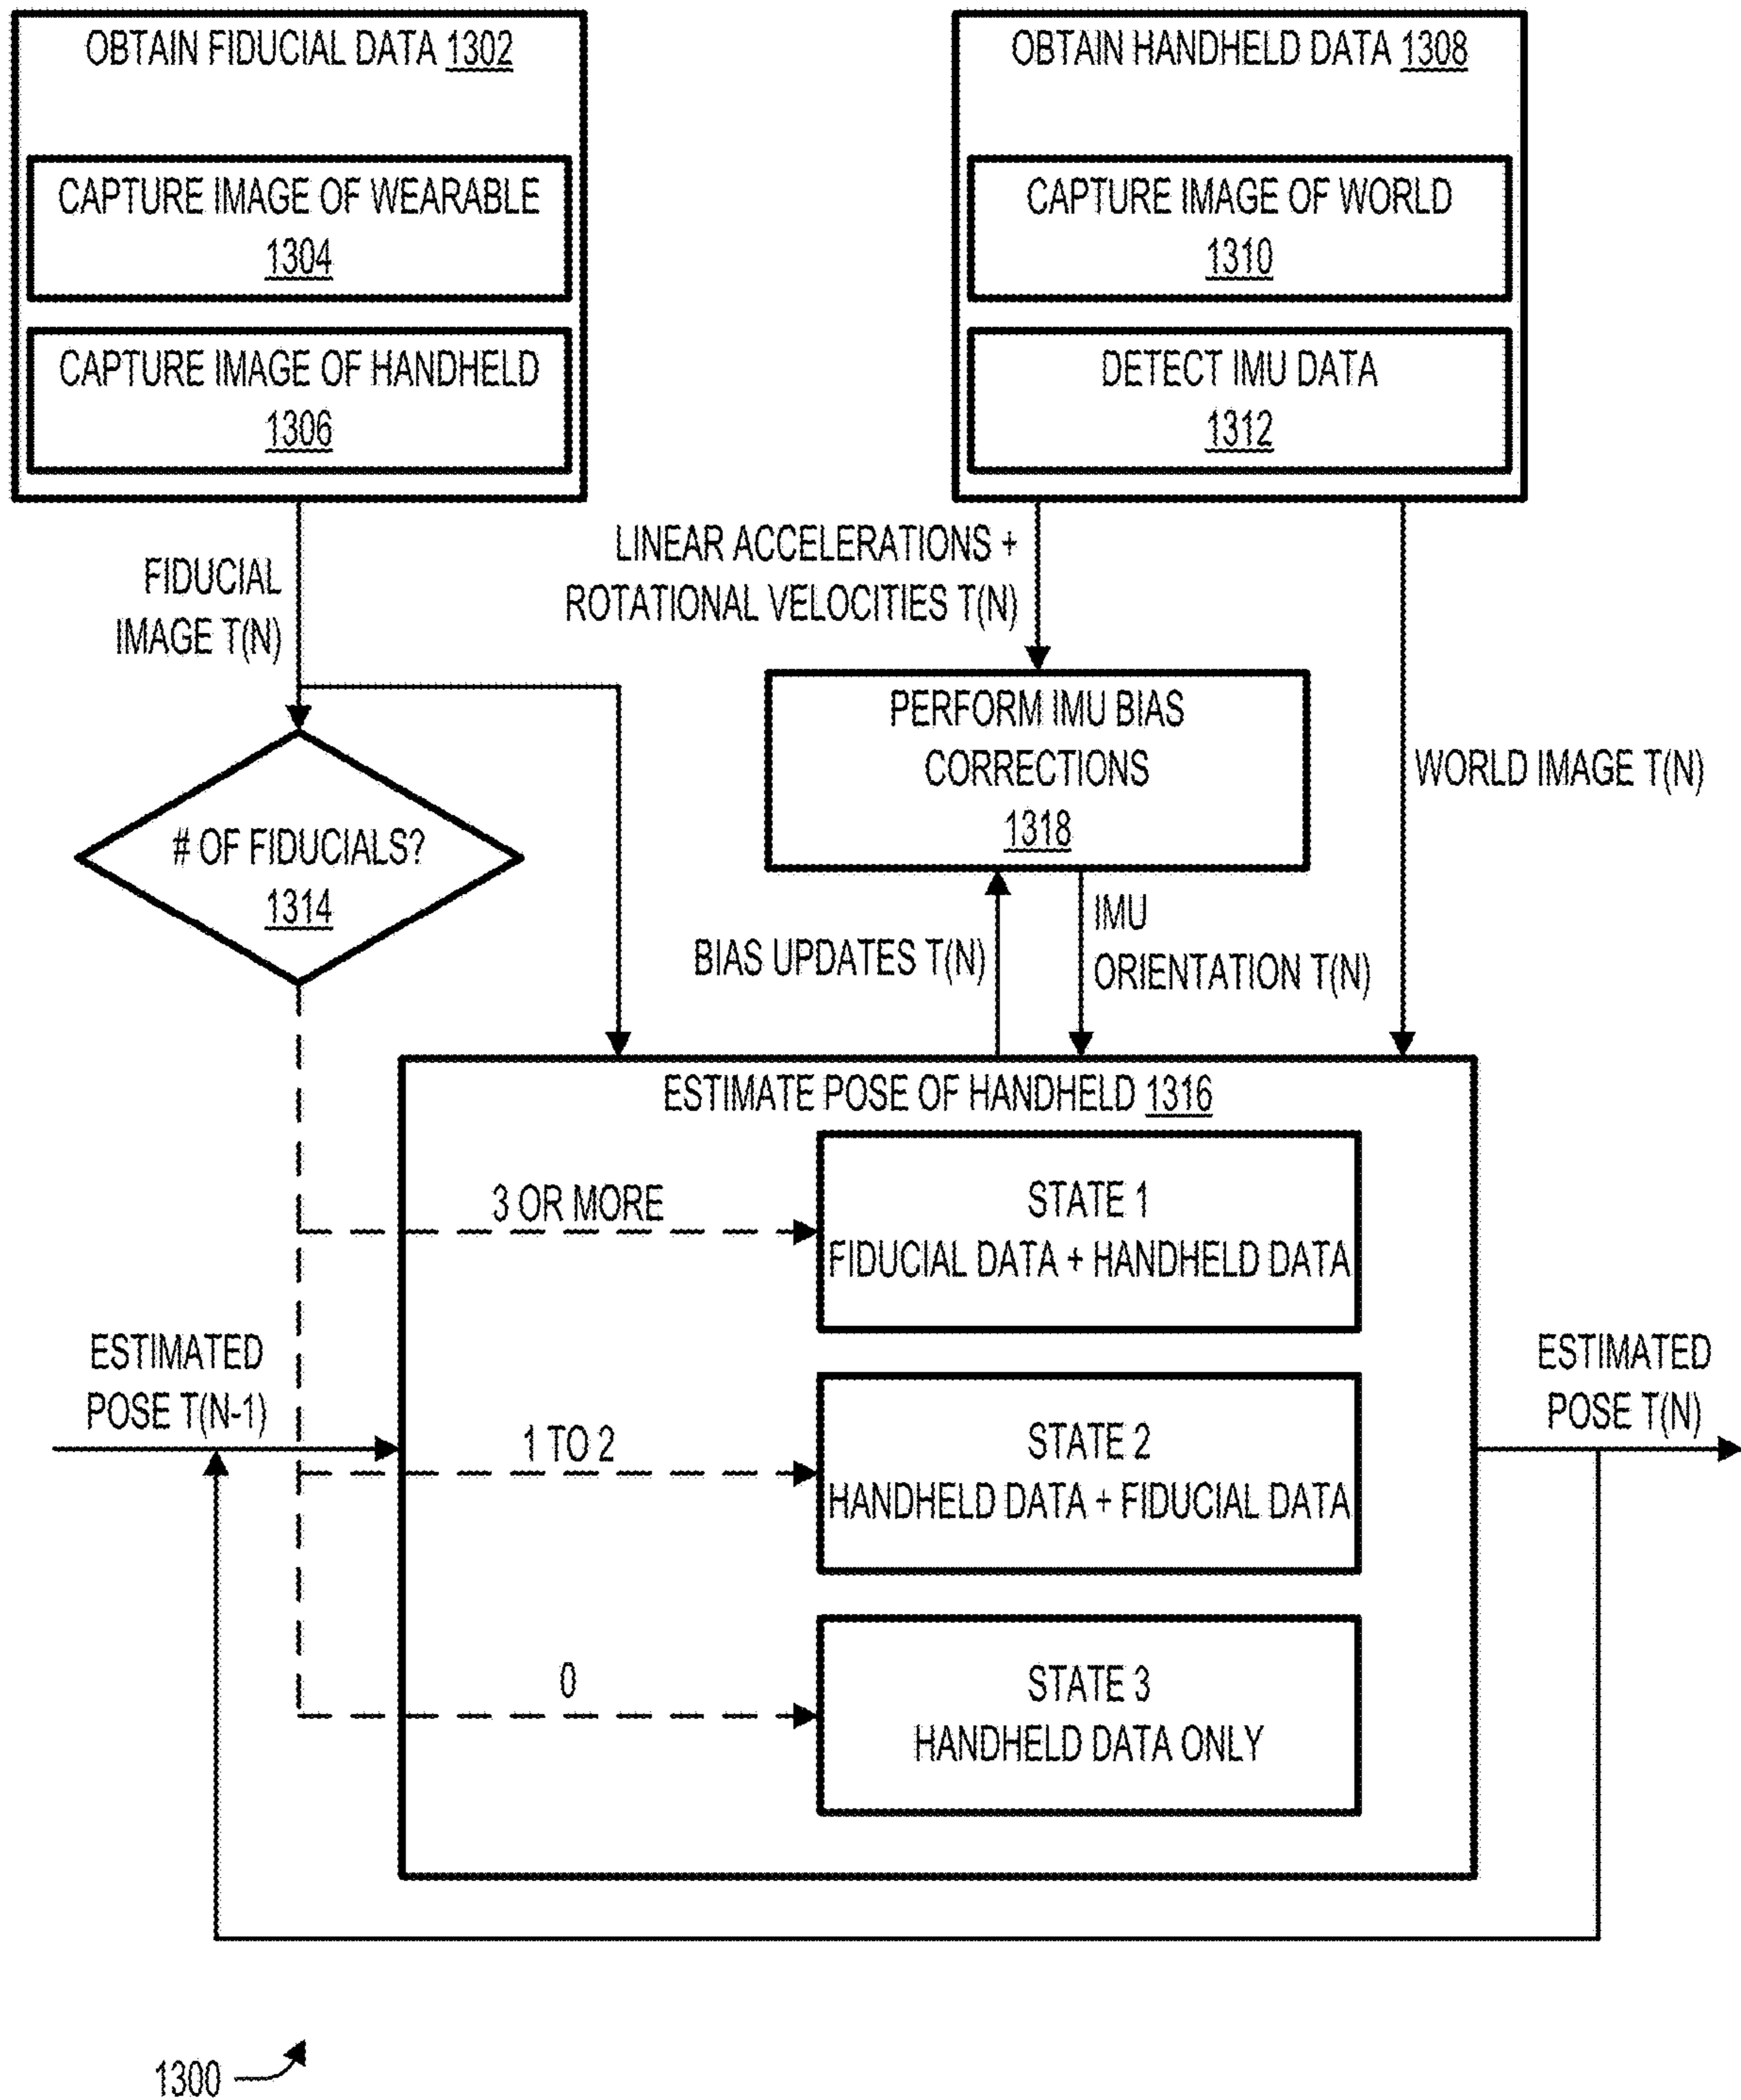 OBTAIN FIDUCIAL DATA 1302
CAPTURE IMAGE OF WEARABLE
1304
CAPTURE IMAGE OF HANDHELD
1306
OBTAIN HANDHELD DATA 1308
CAPTURE IMAGE OF WORLD
1310
DETECT IMU DATA
1312
FIDUCIAL
IMAGE T(N)
LINEAR ACCELERATIONS +
ROTATIONAL VELOCITIES T(N)
PERFORM IMU BIAS
CORRECTIONS
1318
WORLD IMAGE T(N)
# OF FIDUCIALS?
1314
BIAS UPDATES T(N)
IMU
ORIENTATION T(N)
ESTIMATE POSE OF HANDHELD 1316
3 OR MORE
STATE 1
FIDUCIAL DATA + HANDHELD DATA
ESTIMATED
POSE T(N-1)
1 TO 2
STATE 2
HANDHELD DATA + FIDUCIAL DATA
ESTIMATED
POSE T(N)
0
STATE 3
HANDHELD DATA ONLY
1300